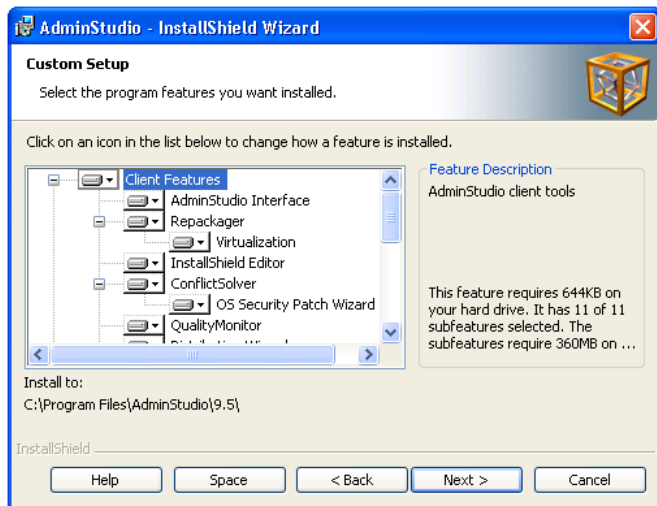 AdminStudio - InstallShield Wizard
Custom Setup
Select the program features you want installed.
Click on an icon in the list below to change how a feature is installed.
Client Features
AdminStudio Interface
Repackager
Virtualization
InstallShield Editor
ConflictSolver
OS Security Patch Wizard
QualityMonitor
Feature Description
AdminStudio client tools
This feature requires 644KB on
your hard drive. It has 11 of 11
subfeatures selected. The
subfeatures require 360MB on ...
Install to:
C:\Program Files\AdminStudio\9.5\
InstallShield
Help
Space
< Back
Next >
Cancel